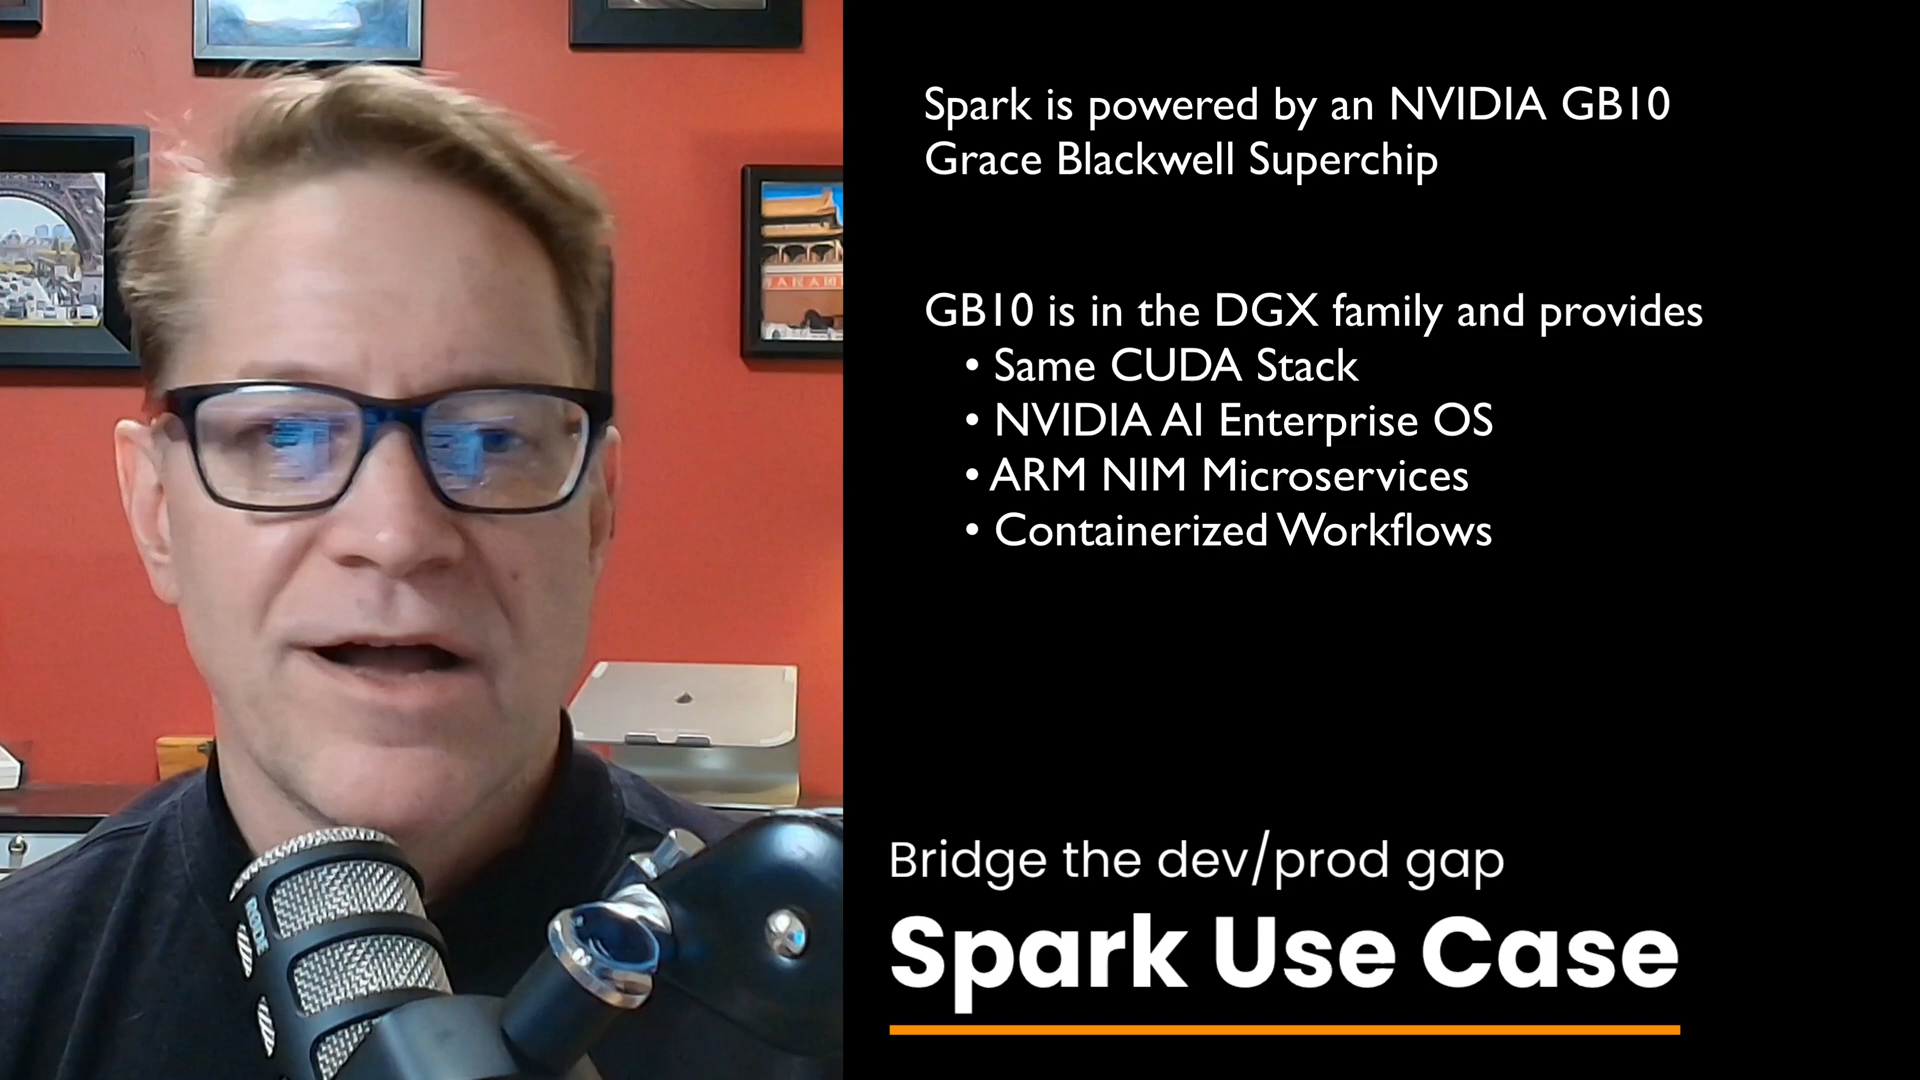 Spark is powered by an NVIDIA GB10
Grace Blackwell Superchip
GB10 is in the DGX family and provides
• Same CUDA Stack
• NVIDIA AI Enterprise OS
• ARM NIM Microservices
• Containerized Workflows
Bridge the dev/prod gap
Spark Use Case
RODE